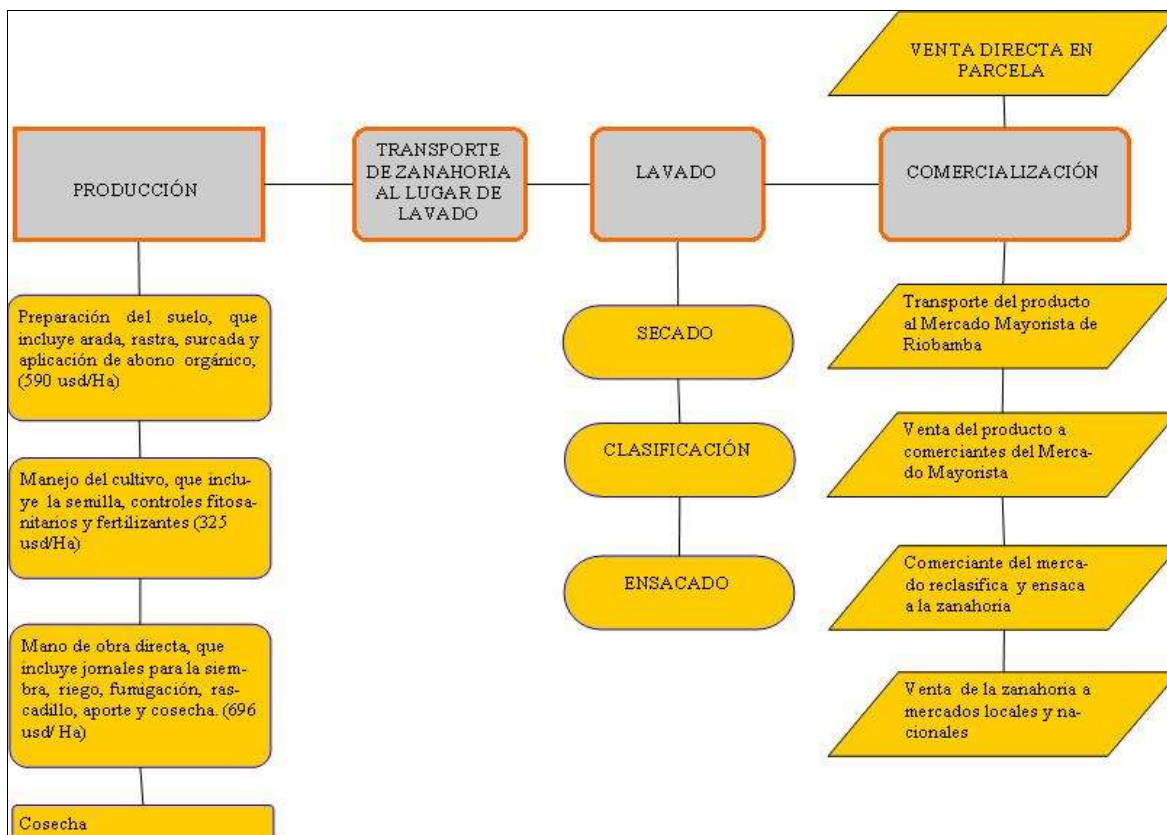 VENTA DIRECTA EN
PARCELA
PRODUCCIÓN
TRANSPORTE
DE ZANAHORIA
AL LUGAR DE
LAVADO
LAVADO
COMERCIALIZACIÓN
Preparación del suelo, que
incluye arada, rastra, surcada y
aplicación de abono orgánico,
(590 usd/Ha)
Manejo del cultivo, que inclu-
ye la semilla, controles fitosa-
nitarios y fertilizantes (325
usd/Ha)
Mano de obra directa, que
incluye jornales para la siem-
bra, riego, fumigación, ras-
cadillo, aporte y cosecha. (696
usd/ Ha)
Cosecha
SECADO
CLASIFICACIÓN
ENSACADO
Transporte del producto
al Mercado Mayorista de
Riobamba
Venta del producto a
comerciantes del Merca-
do Mayorista
Comerciante del merca-
do reclasifica y ensaca
a la zanahoria
Venta de la zanahoria a
mercados locales y na-
cionales